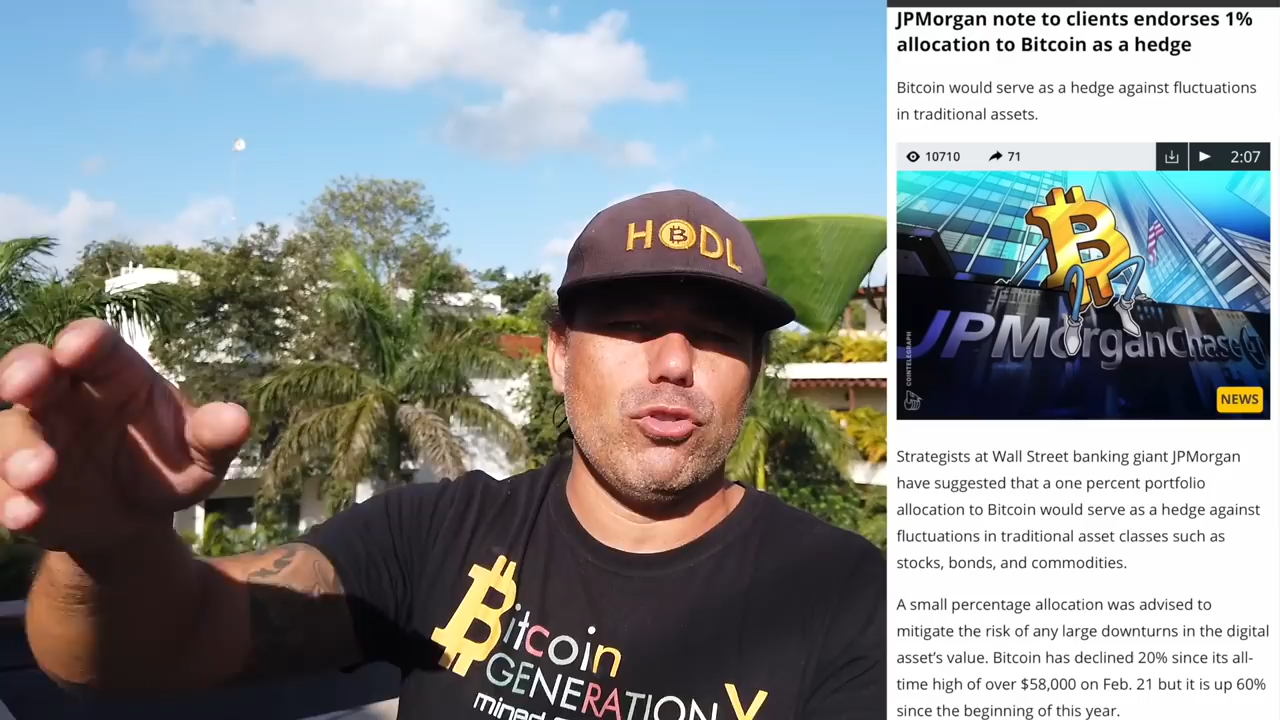 HODL
Bitcoin
GENERATION Y
mined
JPMorgan note to clients endorses 1%
allocation to Bitcoin as a hedge
Bitcoin would serve as a hedge against fluctuations
in traditional assets.
10710 71 2:07
JPMorganChase
COINTELEGRAPH
NEWS
Strategists at Wall Street banking giant JPMorgan
have suggested that a one percent portfolio
allocation to Bitcoin would serve as a hedge against
fluctuations in traditional asset classes such as
stocks, bonds, and commodities.
A small percentage allocation was advised to
mitigate the risk of any large downturns in the digital
asset's value. Bitcoin has declined 20% since its all-
time high of over $58,000 on Feb. 21 but it is up 60%
since the beginning of this year.